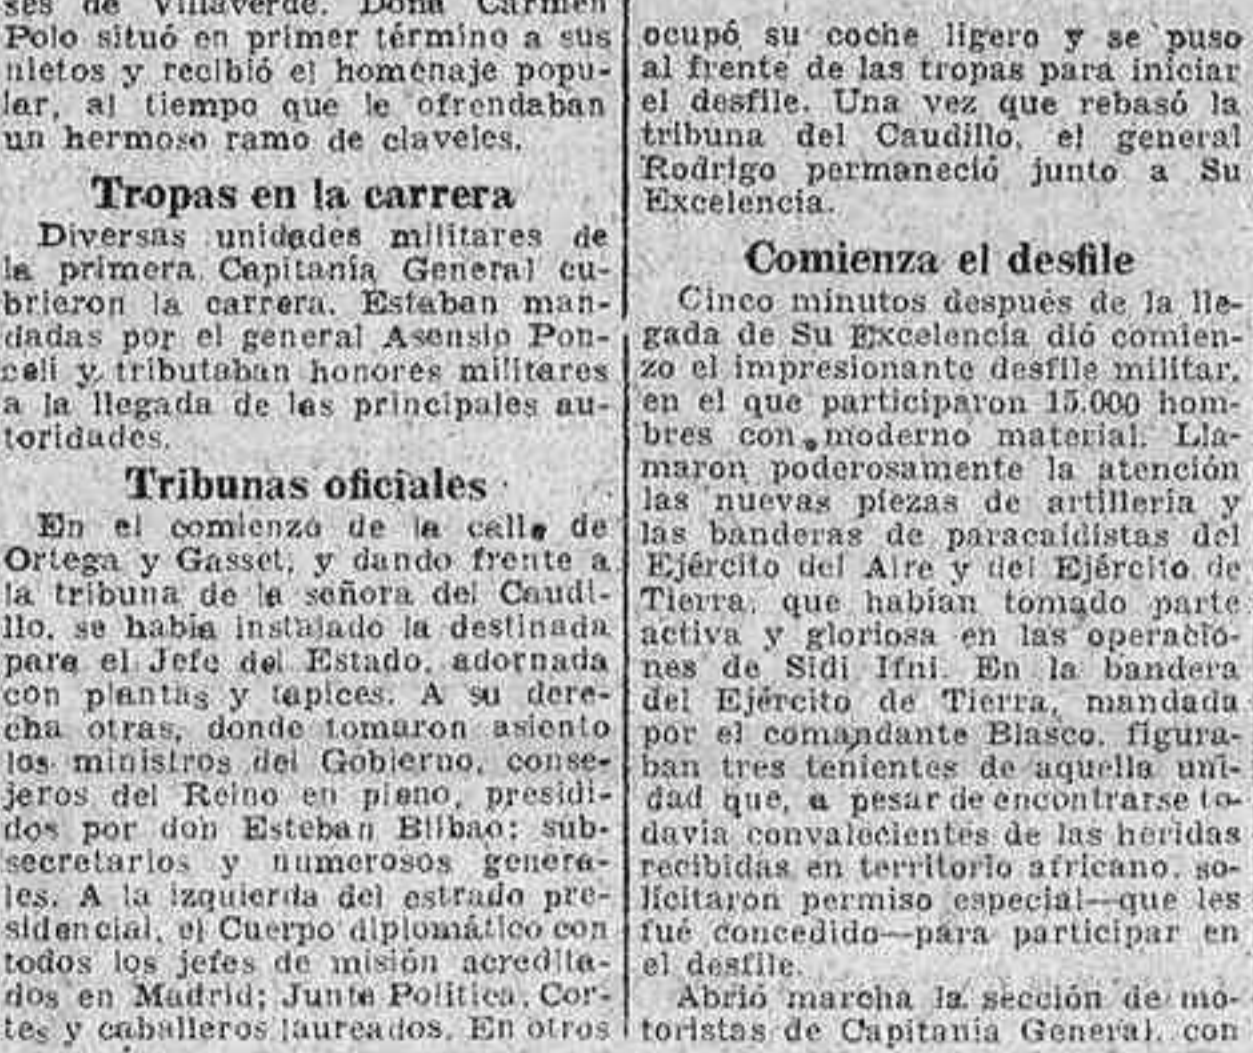 ses de Villaverde. Doña Carmen
Polo situó en primer término a sus
nietos y recibió el homenaje popu-
lar, al tiempo que le ofrendaban
un hermoso ramo de claveles.
Tropas en la carrera
Diversas unidades militares de
la primera Capitanía General cu-
brieron la carrera. Estaban man-
dadas por el general Asensio Pon-
celi y tributaban honores militares
a la llegada de las principales au-
toridades.
Tribunas oficiales
En el comienzo de la calle de
Ortega y Gasset, y dando frente a
la tribuna de la señora del Caudi-
llo, se había instalado la destinada
para el Jefe del Estado, adornada
con plantas y tapices. A su dere-
cha otras, donde tomaron asiento
los ministros del Gobierno, conse-
jeros del Reino en pleno, presidi-
dos por don Esteban Bilbao; sub-
secretarios y numerosos genera-
les. A la izquierda del estrado pre-
sidencial, el Cuerpo diplomático con
todos los jefes de misión acredita-
dos en Madrid; Junta Política, Cor-
tes y caballeros laureados. En otros
ocupó su coche ligero y se puso
al frente de las tropas para iniciar
el desfile. Una vez que rebasó la
tribuna del Caudillo, el general
Rodrigo permaneció junto a Su
Excelencia.
Comienza el desfile
Cinco minutos después de la lle-
gada de Su Excelencia dió comien-
zo el impresionante desfile militar,
en el que participaron 15.000 hom-
bres con moderno material. Lla-
maron poderosamente la atención
las nuevas piezas de artillería y
las banderas de paracaidistas del
Ejército del Aire y del Ejército de
Tierra, que habían tomado parte
activa y gloriosa en las operacio-
nes de Sidi Ifni. En la bandera
del Ejército de Tierra, mandada
por el comandante Blasco, figura-
ban tres tenientes de aquella uni-
dad que, a pesar de encontrarse to-
davía convalecientes de las heridas
recibidas en territorio africano, so-
licitaron permiso especial—que les
fué concedido—para participar en
el desfile.
Abrió marcha la sección de mo-
toristas de Capitanía General, con